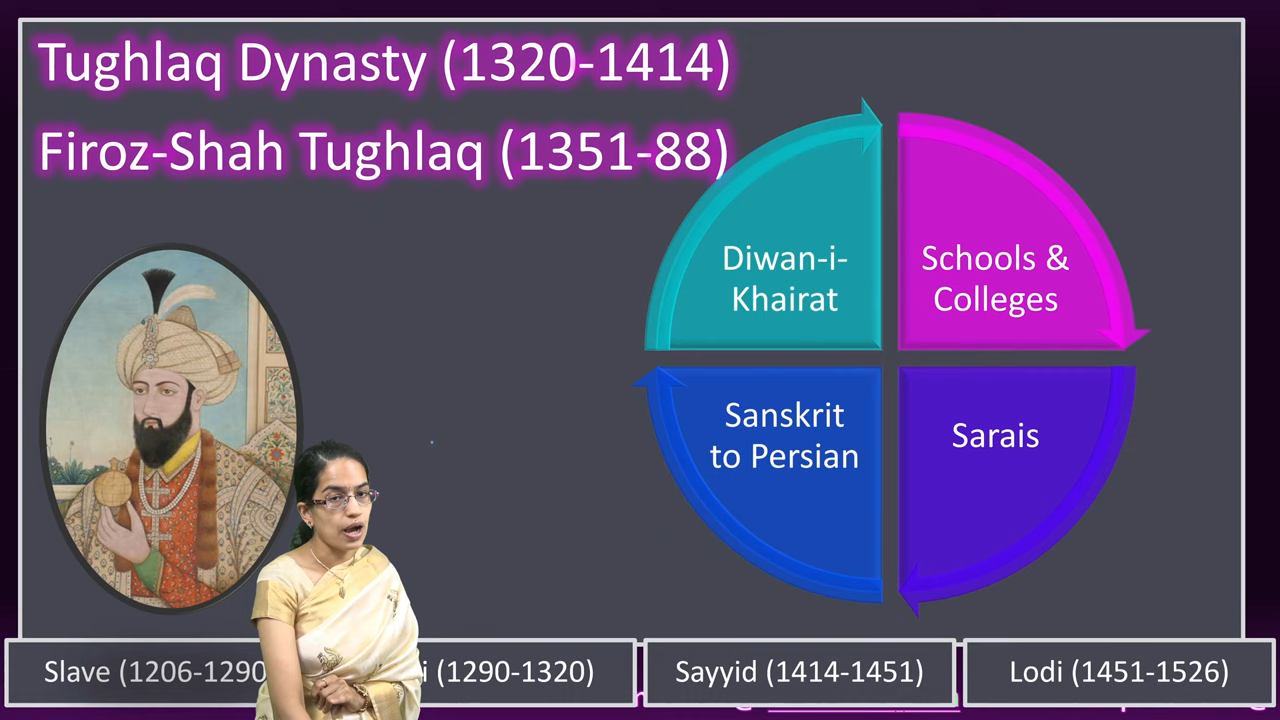 Tughlaq Dynasty (1320-1414)
Firoz-Shah Tughlaq (1351-88)
Diwan-i-
Khairat
Schools &
Colleges
Sanskrit
to Persian
Sarais
Slave (1206-1290
i (1290-1320)
Sayyid (1414-1451)
Lodi (1451-1526)